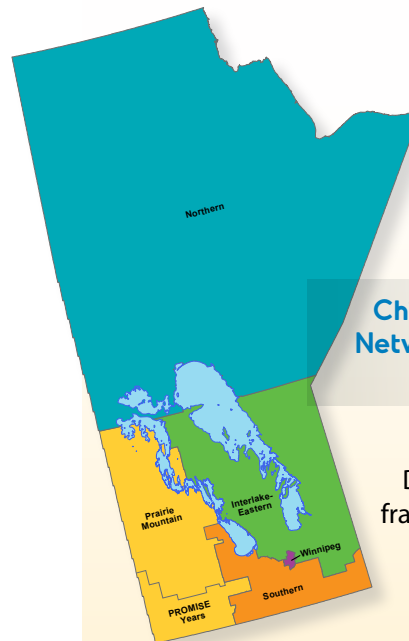 Northern
Ch
Netw
Prairie
Mountain
Interlake-
Eastern
D
fra
Winnipeg
Southern
PROMISE
Years